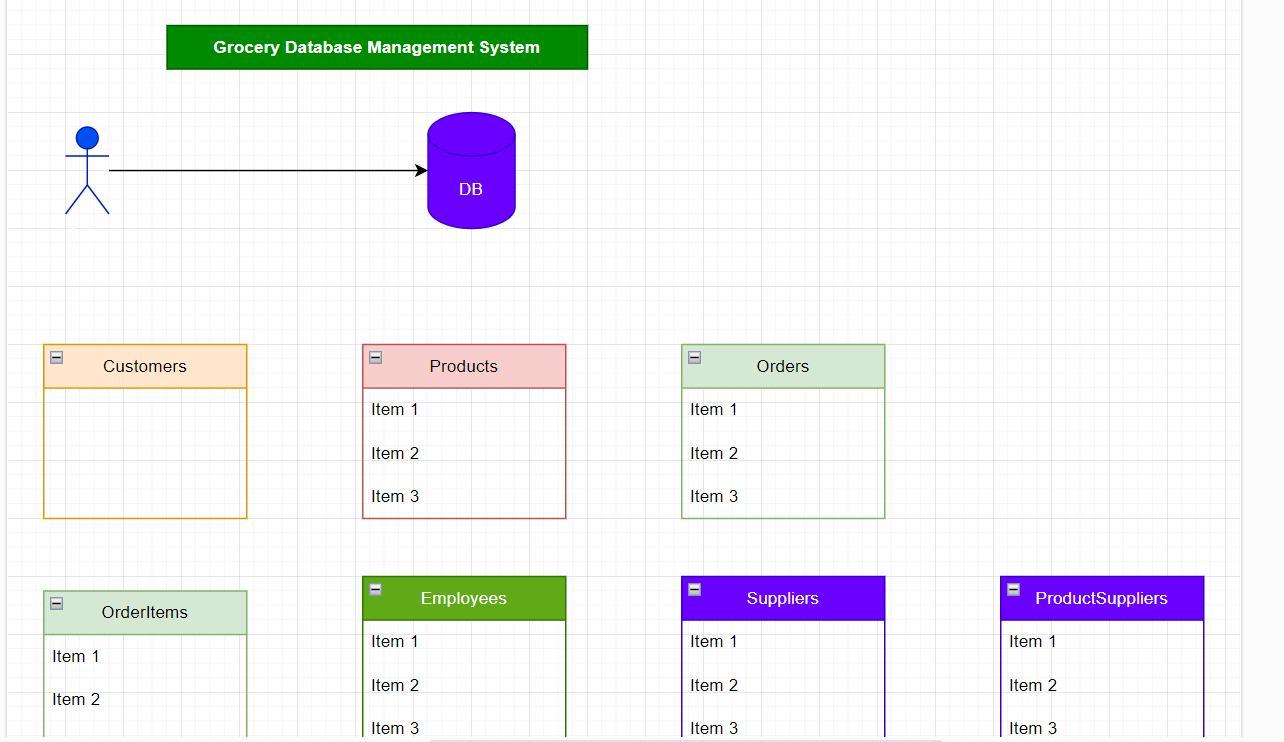 Grocery Database Management System
DB
Customers
Products
Item 1
Item 2
Item 3
Orders
Item 1
Item 2
Item 3
OrderItems
Item 1
Item 2
Employees
Item 1
Item 2
Item 3
Suppliers
Item 1
Item 2
Item 3
ProductSuppliers
Item 1
Item 2
Item 3